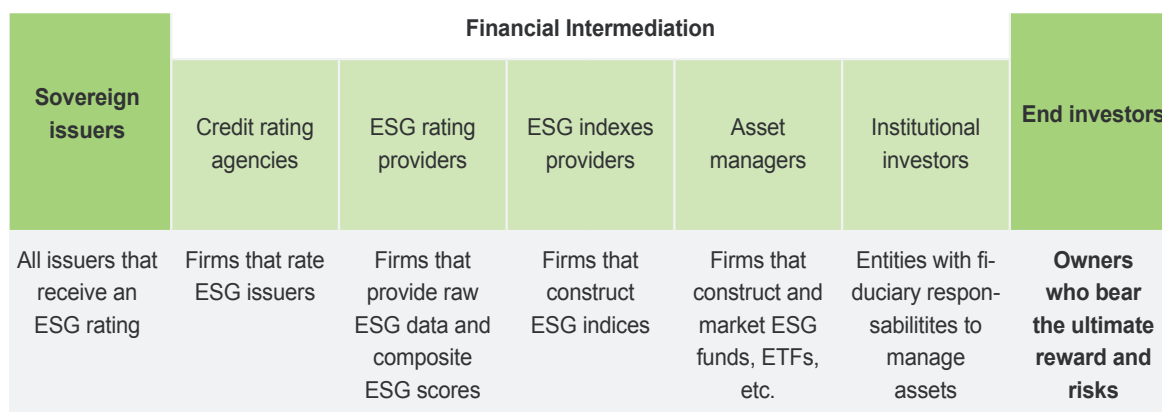 Financial Intermediation
Sovereign
issuers
Credit rating
agencies
ESG rating
providers
ESG indexes
providers
Asset
managers
Institutional
investors
End investors
All issuers that
receive an
ESG rating
Firms that rate
ESG issuers
Firms that
provide raw
ESG data and
composite
ESG scores
Firms that
construct
ESG indices
Firms that
construct and
market ESG
funds, ETFs,
etc.
Entities with fi-
duciary respon-
sabilitites to
manage
assets
Owners
who bear
the ultimate
reward and
risks